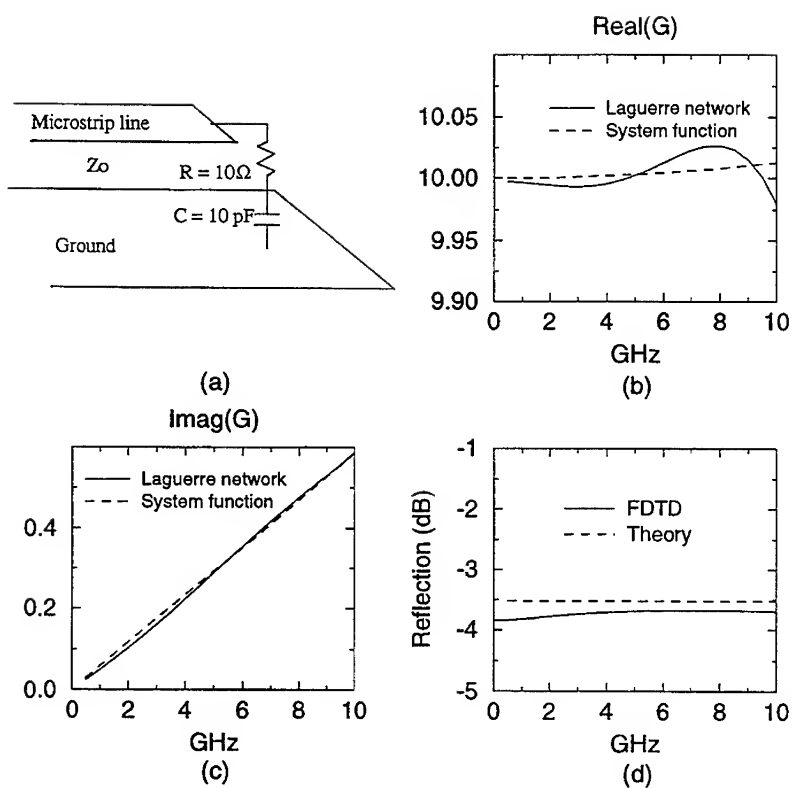 Microstrip line
Zo
R = 10Ω
C = 10 pF
Ground
(a)
Real(G)
Laguerre network
System function
10.05
10.00
9.95
9.90
0 2 4 6 8 10
GHz
(b)
Imag(G)
Laguerre network
System function
0.4
0.2
0.0
0 2 4 6 8 10
GHz
(c)
Reflection (dB)
FDTD
Theory
-1
-2
-3
-4
-5
0 2 4 6 8 10
GHz
(d)